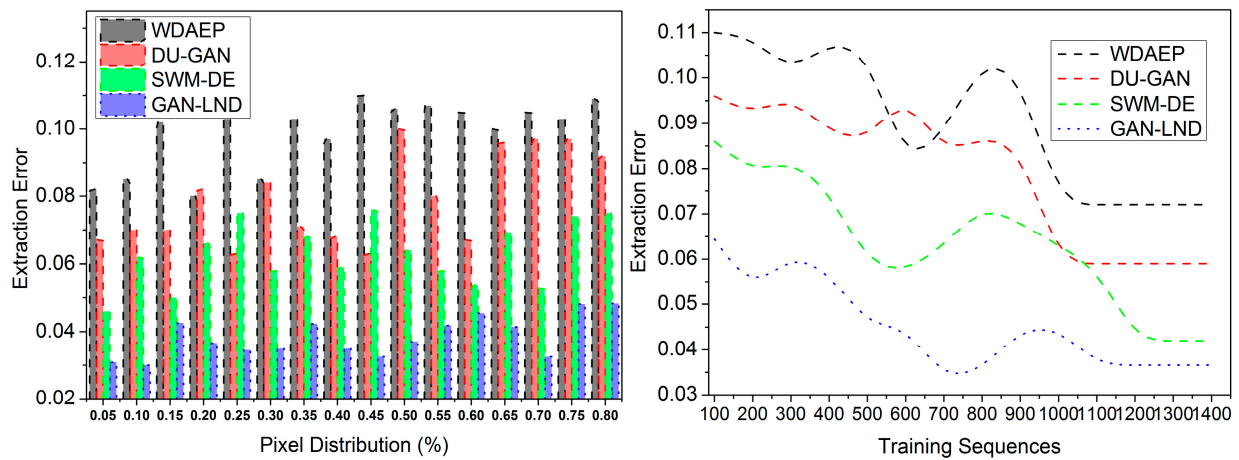 WDAEP
DU-GAN
SWM-DE
GAN-LND
0.12
0.10
0.08
0.06
0.04
0.02
Extraction Error
0.05 0.10 0.15 0.20 0.25 0.30 0.35 0.40 0.45 0.50 0.55 0.60 0.65 0.70 0.75 0.80
Pixel Distribution (%)
0.11
0.10
0.09
0.08
0.07
0.06
0.05
0.04
0.03
Extraction Error
WDAEP
DU-GAN
SWM-DE
GAN-LND
100 200 300 400 500 600 700 800 900 1000 1100 1200 1300 1400
Training Sequences